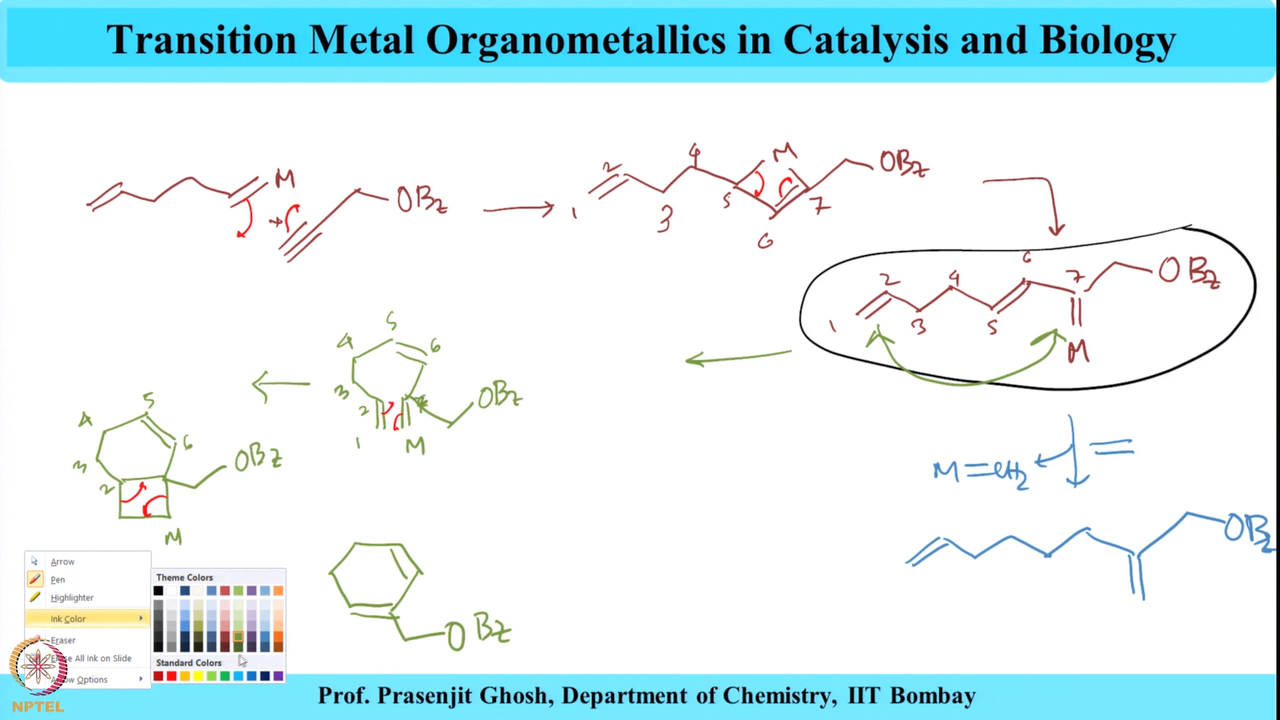 Transition Metal Organometallics in Catalysis and Biology
M
OBz
1 2 3 4 5 6 7 M OBz
1 2 3 4 5 6 7 M OBz
1 2 3 4 5 6 M OBz
2 3 4 5 6 M OBz
M=CH2
OBz
OBz
Arrow
Pen
Highlighter
Ink Color
Eraser
Erase All Ink on Slide
Arrow Options
Theme Colors
Standard Colors
NPTEL
Prof. Prasenjit Ghosh, Department of Chemistry, IIT Bombay